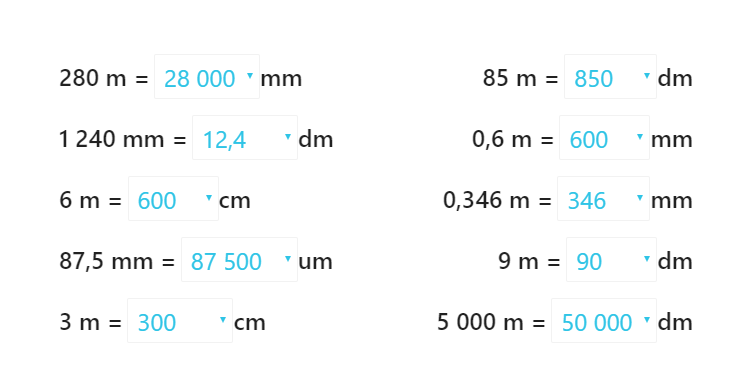 280 m = 28 000 mm
85 m = 850 dm
1 240 mm = 12,4 dm
0,6 m = 600 mm
6 m = 600 cm
0,346 m = 346 mm
87,5 mm = 87 500 um
9 m = 90 dm
3 m = 300 cm
5 000 m = 50 000 dm